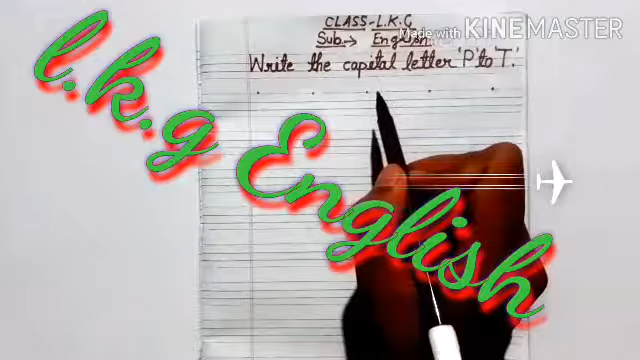 CLASS-L.K.G
Made with KINEMASTER
Sub.→ English
Write the capital letter 'P' to 'T.'
l.k.g English